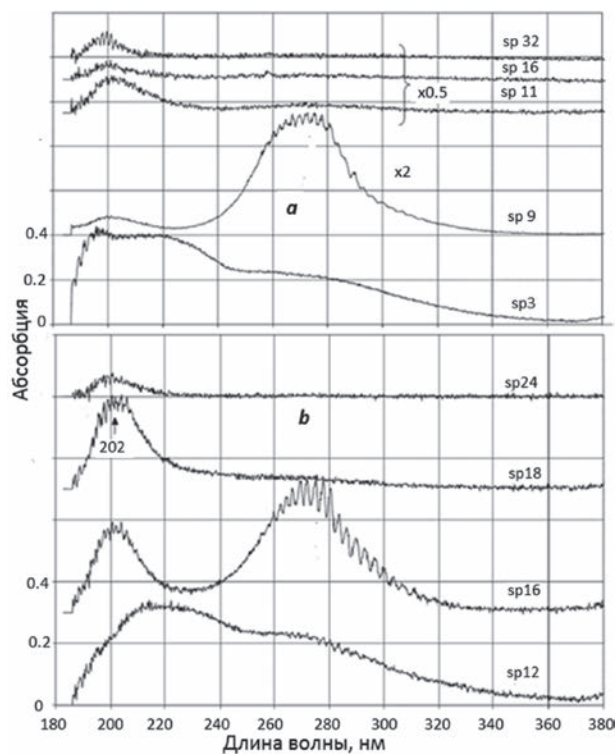 sp 32
sp 16
x0.5
sp 11
x2
a
sp 9
0.4
0.2
sp3
0
Абсорбция
sp24
b
202
sp18
sp16
0.4
0.2
sp12
0
180 200 220 240 260 280 300 320 340 360 380
Длина волны, нм